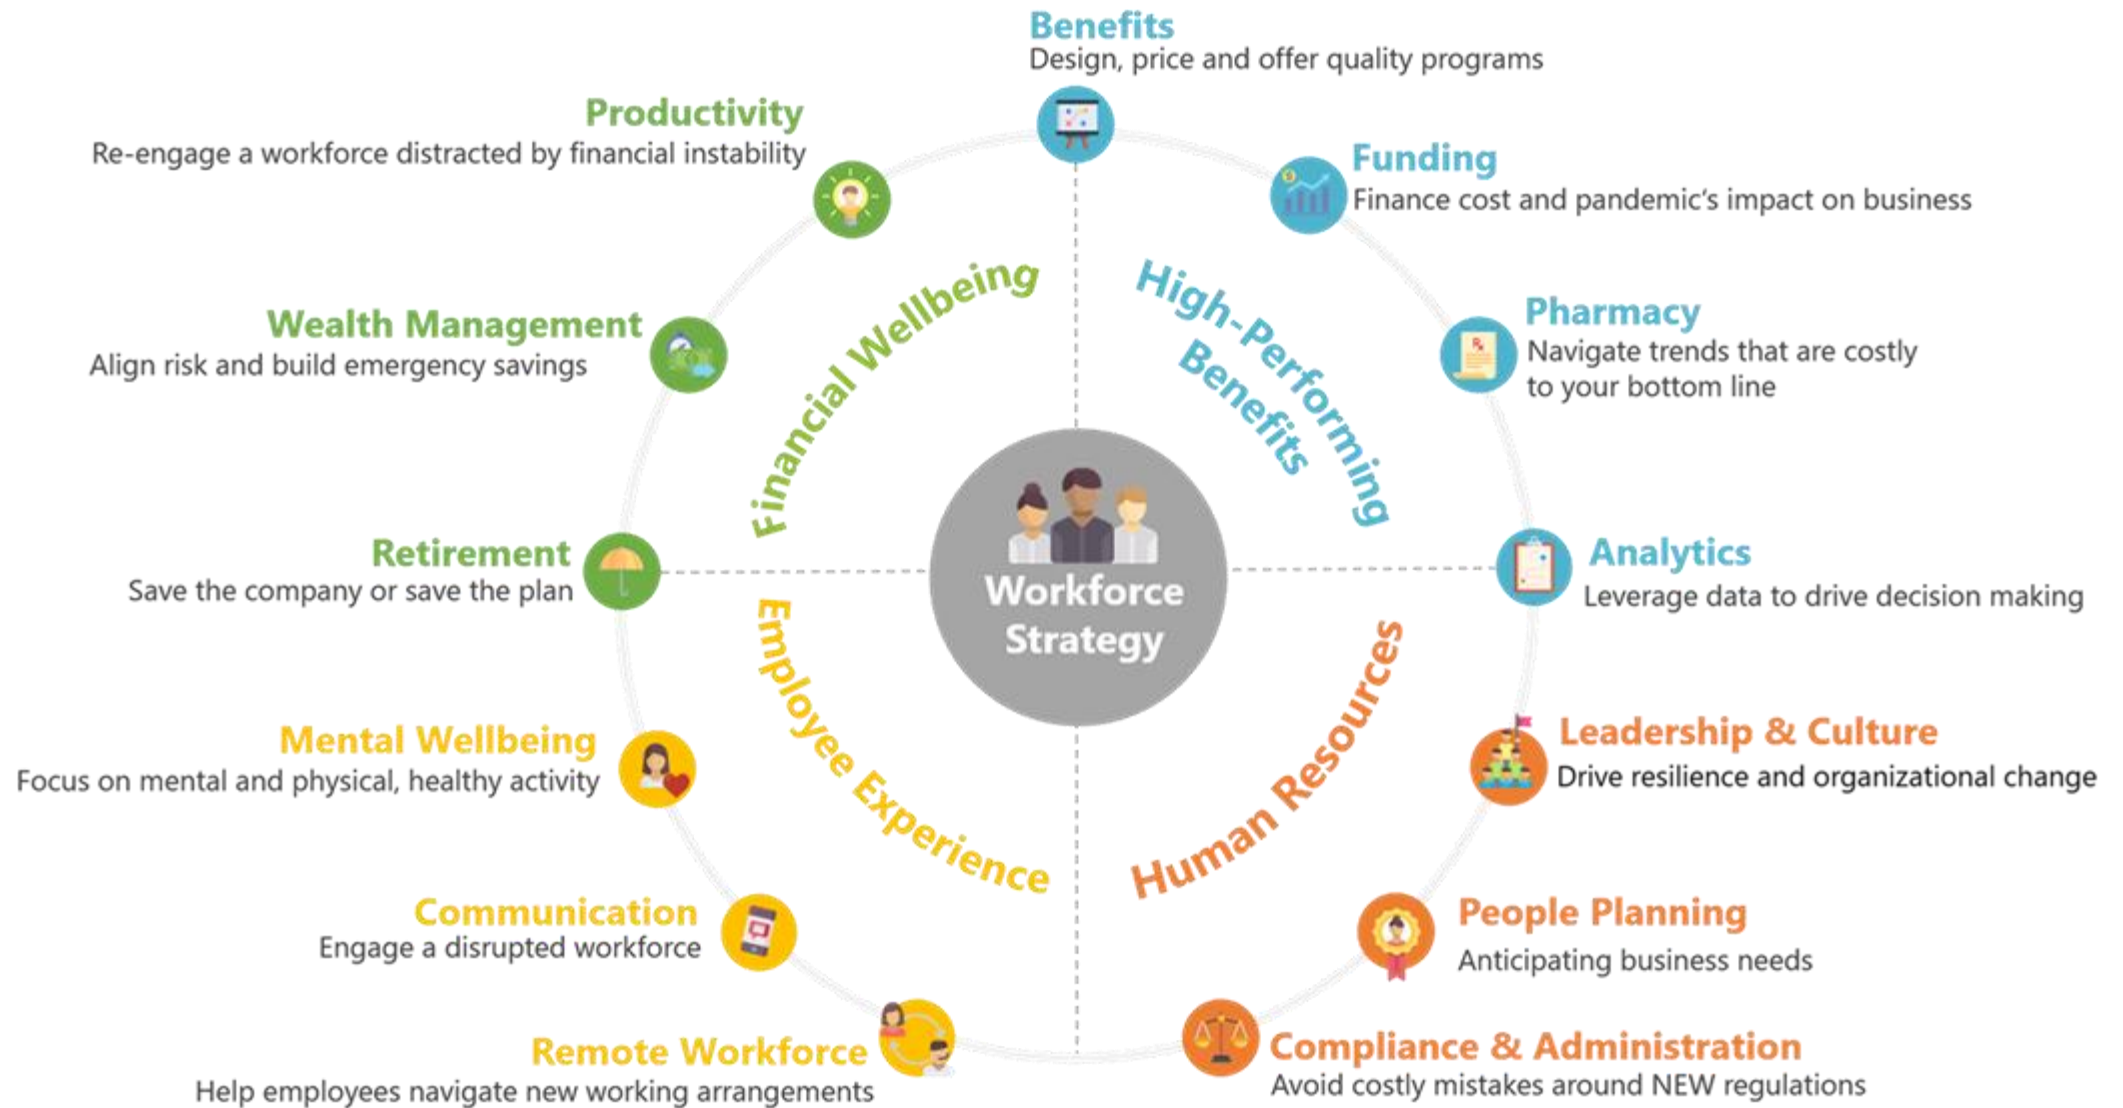 Benefits
Design, price and offer quality programs
Productivity
Re-engage a workforce distracted by financial instability
Funding
Finance cost and pandemic's impact on business
Wealth Management
Align risk and build emergency savings
Pharmacy
Navigate trends that are costly
to your bottom line
Financial Wellbeing
High-Performing
Benefits
Retirement
Save the company or save the plan
Workforce
Strategy
Analytics
Leverage data to drive decision making
Employee Experience
Human Resources
Mental Wellbeing
Focus on mental and physical, healthy activity
Leadership & Culture
Drive resilience and organizational change
Communication
Engage a disrupted workforce
People Planning
Anticipating business needs
Remote Workforce
Help employees navigate new working arrangements
Compliance & Administration
Avoid costly mistakes around NEW regulations